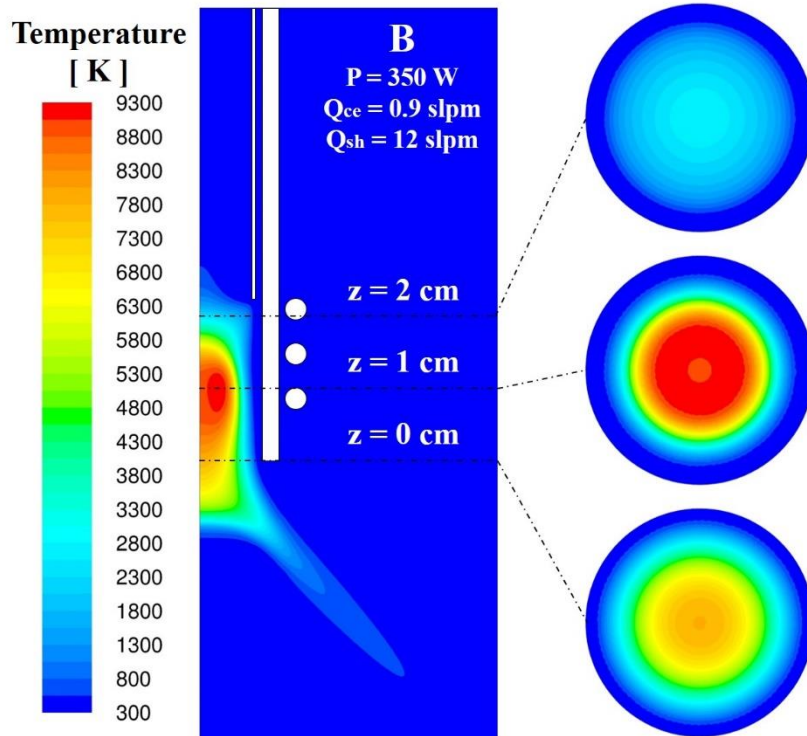 Temperature
[ K ]
9300
8800
8300
7800
7300
6800
6300
5800
5300
4800
4300
3800
3300
2800
2300
1800
1300
800
300
B
P = 350 W
Qce = 0.9 slpm
Qsh = 12 slpm
z = 2 cm
z = 1 cm
z = 0 cm